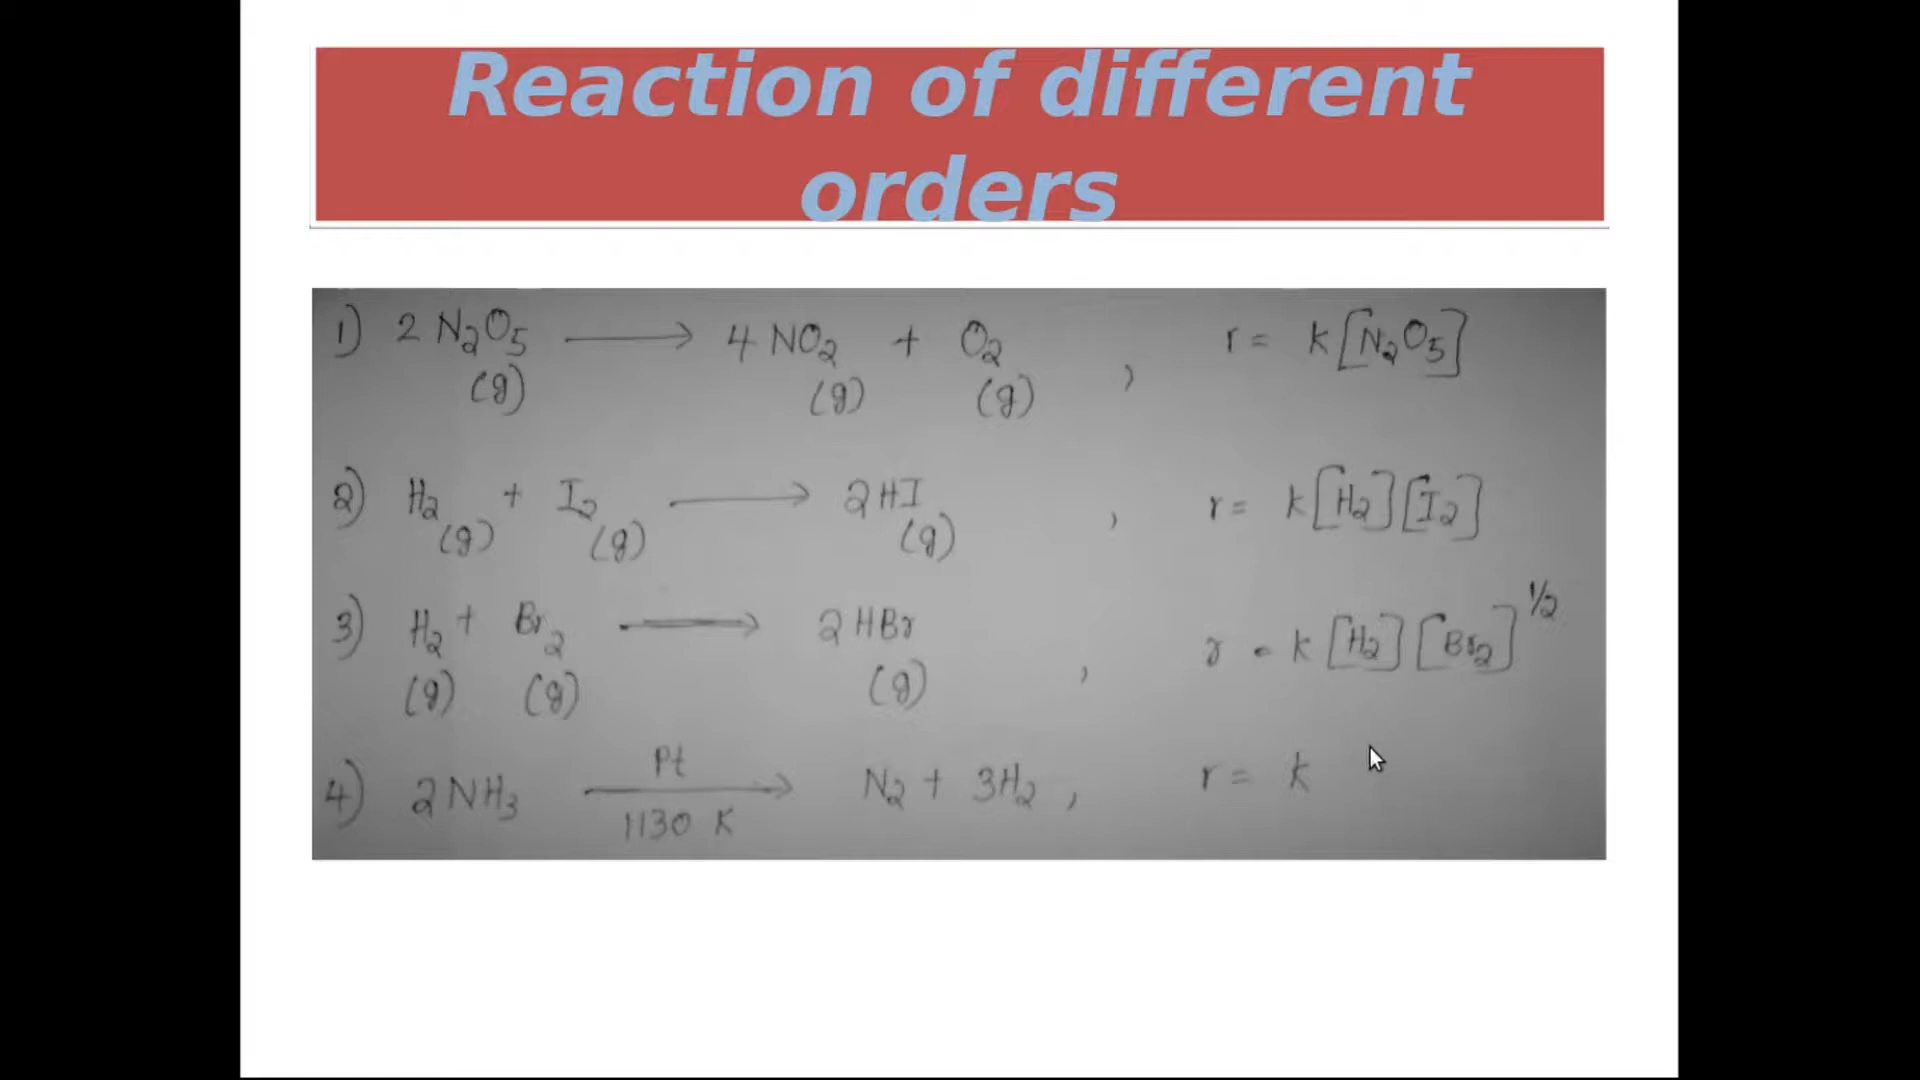 Reaction of different
orders
1) 2 N₂O₅ (g) ⟶ 4 NO₂ (g) + O₂ (g) , r = k[N₂O₅]
2) H₂ (g) + I₂ (g) ⟶ 2HI (g) , r = k[H₂][I₂]
3) H₂ (g) + Br₂ (g) ⟶ 2HBr (g) , r = k[H₂][Br₂]^1/2
4) 2NH₃ ⟶ Pt 1130 K N₂ + 3H₂ , r = k